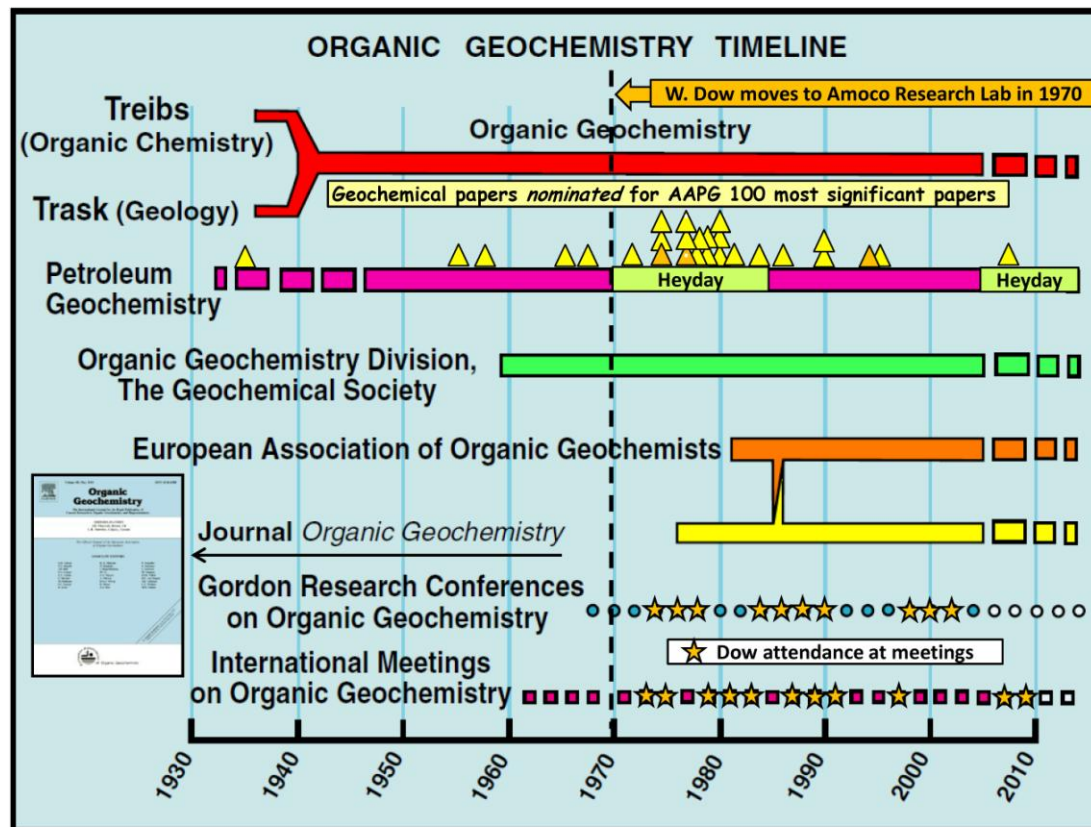 ORGANIC GEOCHEMISTRY TIMELINE
W. Dow moves to Amoco Research Lab in 1970
Treibs
(Organic Chemistry)
Organic Geochemistry
Geochemical papers nominated for AAPG 100 most significant papers
Trask (Geology)
Petroleum
Geochemistry
Heyday
Heyday
Organic Geochemistry Division,
The Geochemical Society
European Association of Organic Geochemists
Organic
Geochemistry
Journal Organic Geochemistry
Gordon Research Conferences
on Organic Geochemistry
Dow attendance at meetings
International Meetings
on Organic Geochemistry
1930
1940
1950
1960
1970
1980
1990
2000
2010